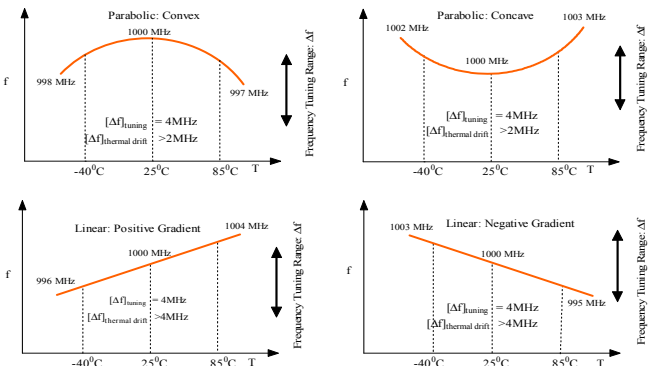 Parabolic: Convex
1000 MHz
998 MHz
997 MHz
f
[Δf]tuning = 4MHz
[Δf]thermal drift >2MHz
-40⁰C 25⁰C 85⁰C T
Frequency Tuning Range: Δf
Parabolic: Concave
1002 MHz
1003 MHz
1000 MHz
f
[Δf]tuning = 4MHz
[Δf]thermal drift >2MHz
-40⁰C 25⁰C 85⁰C T
Frequency Tuning Range: Δf
Linear: Positive Gradient
1004 MHz
1000 MHz
996 MHz
f
[Δf]tuning = 4MHz
[Δf]thermal drift >4MHz
-40⁰C 25⁰C 85⁰C T
Frequency Tuning Range: Δf
Linear: Negative Gradient
1003 MHz
1000 MHz
995 MHz
f
[Δf]tuning = 4MHz
[Δf]thermal drift >4MHz
-40⁰C 25⁰C 85⁰C T
Frequency Tuning Range: Δf